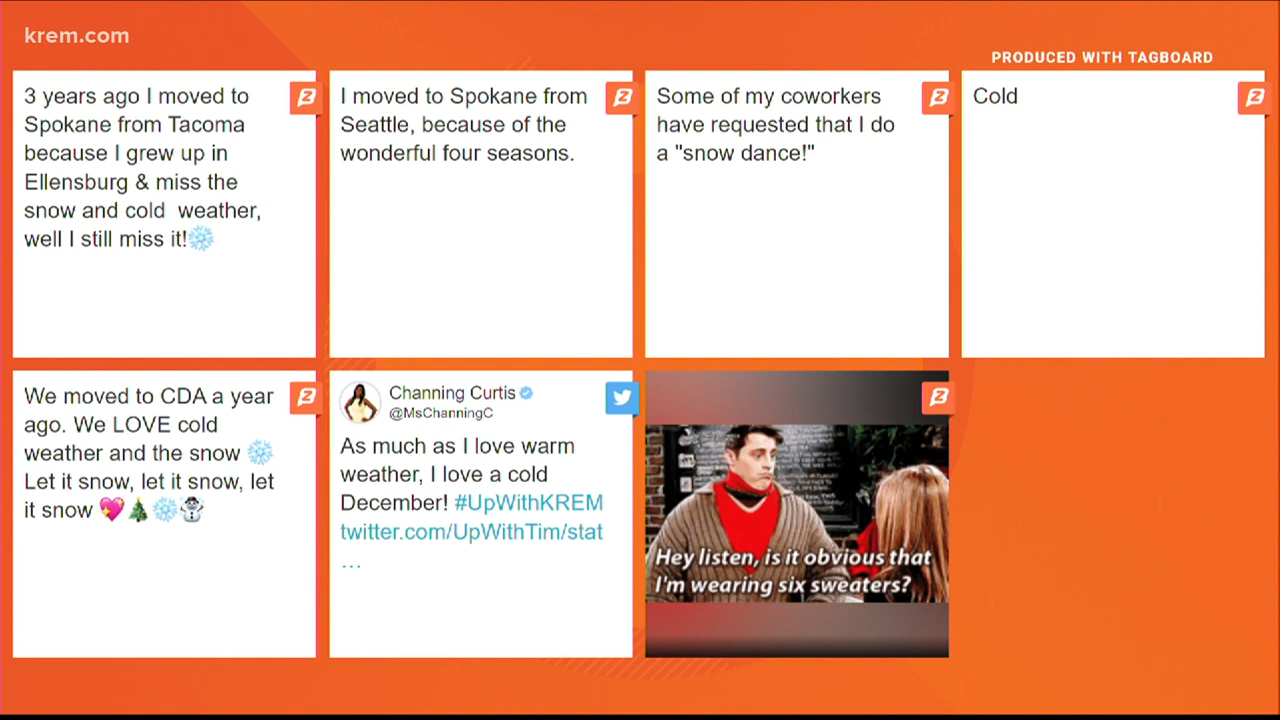 krem.com
PRODUCED WITH TAGBOARD
3 years ago I moved to
Spokane from Tacoma
because I grew up in
Ellensburg & miss the
snow and cold  weather,
well I still miss it!❄️
I moved to Spokane from
Seattle, because of the
wonderful four seasons.
Some of my coworkers
have requested that I do
a "snow dance!"
Cold
We moved to CDA a year
ago. We LOVE cold
weather and the snow ❄️
Let it snow, let it snow, let
it snow 💖🎄❄️☃️
Channing Curtis
@MsChanningC
As much as I love warm
weather, I love a cold
December! #UpWithKREM
twitter.com/UpWithTim/stat
…
Hey listen, is it obvious that
I'm wearing six sweaters?